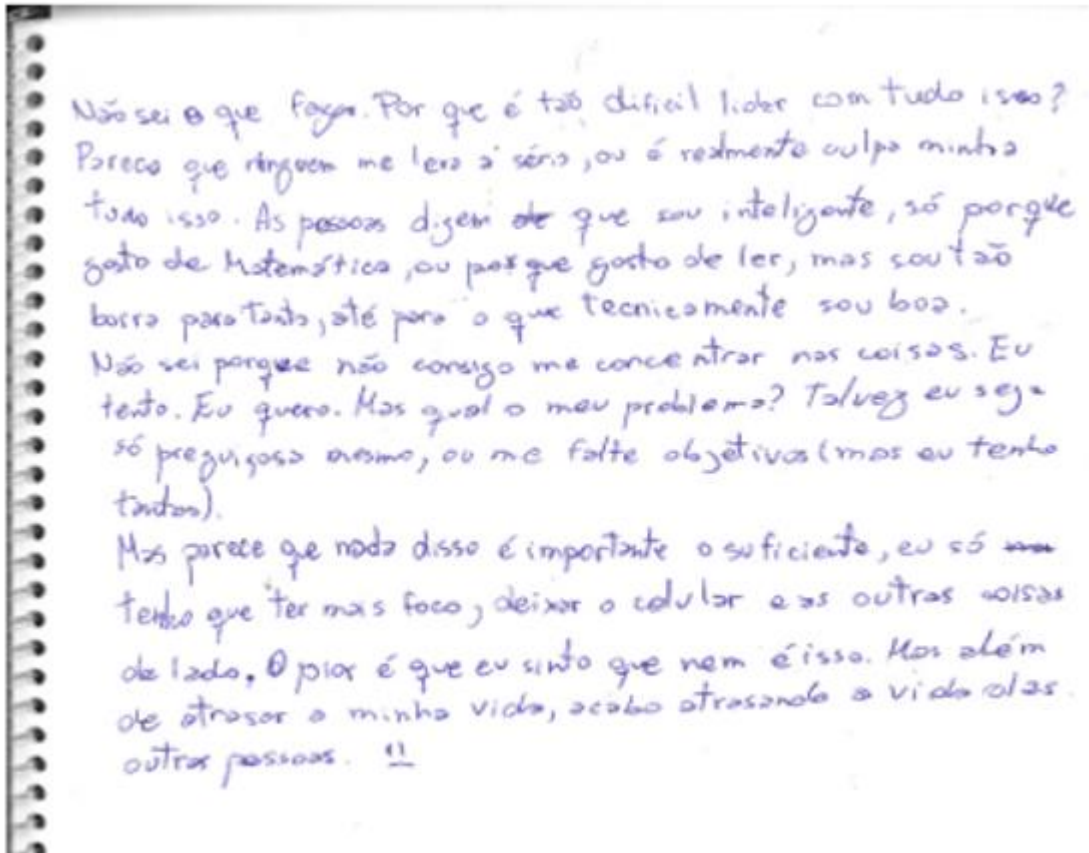 Não sei o que faço. Por que é tão dificil lidar com tudo isso?
Parece que ninguem me leva a sério, ou é realmente culpa minha
tudo isso. As pessoas dizem que sou inteligente, só porque
gosto de Matemática, ou porque gosto de ler, mas sou tão
burra para tanto, até para o que tecnicamente sou boa.
Não sei porque não consigo me concentrar nas coisas. Eu
tento. Eu quero. Mas qual o meu problema? Talvez eu seja
só preguiçosa mesmo, ou me falte objetivos (mas eu tenho
tantos).
Mas parece que nada disso é importante o suficiente, eu só
tenho que ter mais foco, deixar o celular e as outras coisas
de lado. O pior é que eu sinto que nem é isso. Mas além
de atrasar a minha vida, acabo atrasando a vida das
outras pessoas.